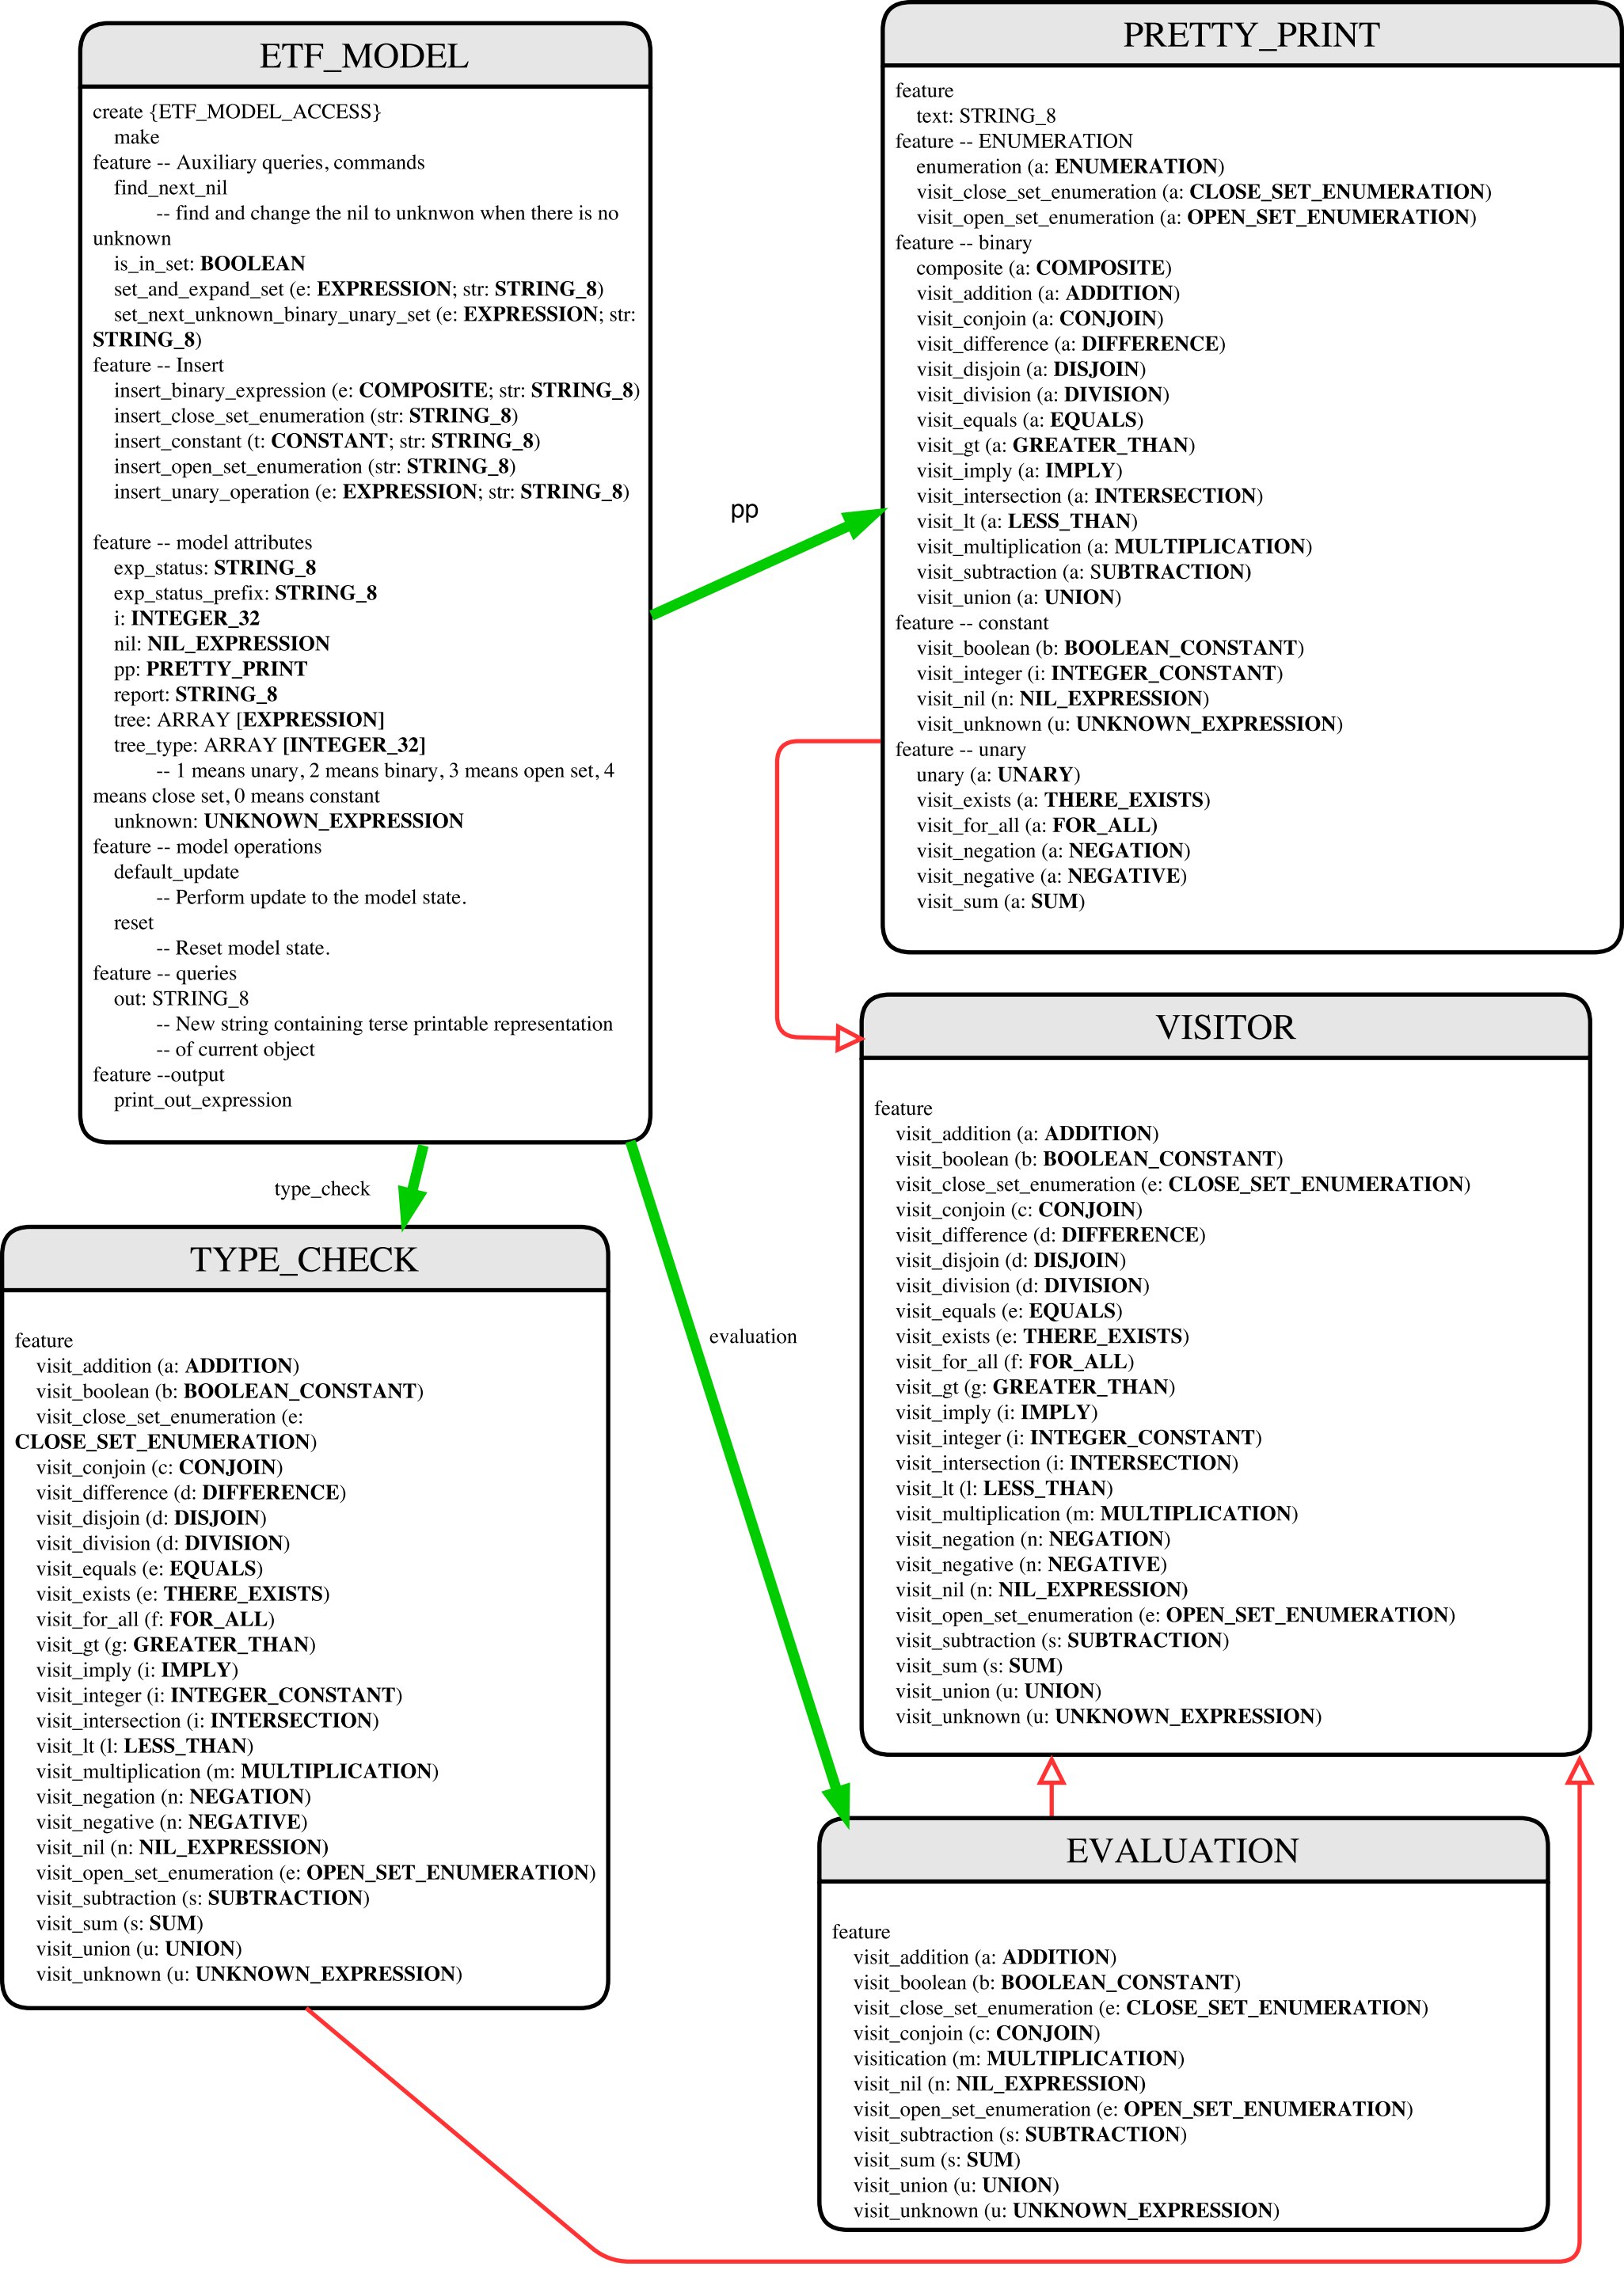 ETF_MODEL
create {ETF_MODEL_ACCESS}
make
feature -- Auxiliary queries, commands
find_next_nil
-- find and change the nil to unknwon when there is no
unknown
is_in_set: BOOLEAN
set_and_expand_set (e: EXPRESSION; str: STRING_8)
set_next_unknown_binary_unary_set (e: EXPRESSION; str:
STRING_8)
feature -- Insert
insert_binary_expression (e: COMPOSITE; str: STRING_8)
insert_close_set_enumeration (str: STRING_8)
insert_constant (t: CONSTANT; str: STRING_8)
insert_open_set_enumeration (str: STRING_8)
insert_unary_operation (e: EXPRESSION; str: STRING_8)
feature -- model attributes
exp_status: STRING_8
exp_status_prefix: STRING_8
i: INTEGER_32
nil: NIL_EXPRESSION
pp: PRETTY_PRINT
report: STRING_8
tree: ARRAY [EXPRESSION]
tree_type: ARRAY [INTEGER_32]
-- 1 means unary, 2 means binary, 3 means open set, 4
means close set, 0 means constant
unknown: UNKNOWN_EXPRESSION
feature -- model operations
default_update
-- Perform update to the model state.
reset
-- Reset model state.
feature -- queries
out: STRING_8
-- New string containing terse printable representation
-- of current object
feature --output
print_out_expression
pp
PRETTY_PRINT
feature
text: STRING_8
feature -- ENUMERATION
enumeration (a: ENUMERATION)
visit_close_set_enumeration (a: CLOSE_SET_ENUMERATION)
visit_open_set_enumeration (a: OPEN_SET_ENUMERATION)
feature -- binary
composite (a: COMPOSITE)
visit_addition (a: ADDITION)
visit_conjoin (a: CONJOIN)
visit_difference (a: DIFFERENCE)
visit_disjoin (a: DISJOIN)
visit_division (a: DIVISION)
visit_equals (a: EQUALS)
visit_gt (a: GREATER_THAN)
visit_imply (a: IMPLY)
visit_intersection (a: INTERSECTION)
visit_lt (a: LESS_THAN)
visit_multiplication (a: MULTIPLICATION)
visit_subtraction (a: SUBTRACTION)
visit_union (a: UNION)
feature -- constant
visit_boolean (b: BOOLEAN_CONSTANT)
visit_integer (i: INTEGER_CONSTANT)
visit_nil (n: NIL_EXPRESSION)
visit_unknown (u: UNKNOWN_EXPRESSION)
feature -- unary
unary (a: UNARY)
visit_exists (a: THERE_EXISTS)
visit_for_all (a: FOR_ALL)
visit_negation (a: NEGATION)
visit_negative (a: NEGATIVE)
visit_sum (a: SUM)
type_check
TYPE_CHECK
feature
visit_addition (a: ADDITION)
visit_boolean (b: BOOLEAN_CONSTANT)
visit_close_set_enumeration (e:
CLOSE_SET_ENUMERATION)
visit_conjoin (c: CONJOIN)
visit_difference (d: DIFFERENCE)
visit_disjoin (d: DISJOIN)
visit_division (d: DIVISION)
visit_equals (e: EQUALS)
visit_exists (e: THERE_EXISTS)
visit_for_all (f: FOR_ALL)
visit_gt (g: GREATER_THAN)
visit_imply (i: IMPLY)
visit_integer (i: INTEGER_CONSTANT)
visit_intersection (i: INTERSECTION)
visit_lt (l: LESS_THAN)
visit_multiplication (m: MULTIPLICATION)
visit_negation (n: NEGATION)
visit_negative (n: NEGATIVE)
visit_nil (n: NIL_EXPRESSION)
visit_open_set_enumeration (e: OPEN_SET_ENUMERATION)
visit_subtraction (s: SUBTRACTION)
visit_sum (s: SUM)
visit_union (u: UNION)
visit_unknown (u: UNKNOWN_EXPRESSION)
evaluation
VISITOR
feature
visit_addition (a: ADDITION)
visit_boolean (b: BOOLEAN_CONSTANT)
visit_close_set_enumeration (e: CLOSE_SET_ENUMERATION)
visit_conjoin (c: CONJOIN)
visit_difference (d: DIFFERENCE)
visit_disjoin (d: DISJOIN)
visit_division (d: DIVISION)
visit_equals (e: EQUALS)
visit_exists (e: THERE_EXISTS)
visit_for_all (f: FOR_ALL)
visit_gt (g: GREATER_THAN)
visit_imply (i: IMPLY)
visit_integer (i: INTEGER_CONSTANT)
visit_intersection (i: INTERSECTION)
visit_lt (l: LESS_THAN)
visit_multiplication (m: MULTIPLICATION)
visit_negation (n: NEGATION)
visit_negative (n: NEGATIVE)
visit_nil (n: NIL_EXPRESSION)
visit_open_set_enumeration (e: OPEN_SET_ENUMERATION)
visit_subtraction (s: SUBTRACTION)
visit_sum (s: SUM)
visit_union (u: UNION)
visit_unknown (u: UNKNOWN_EXPRESSION)
EVALUATION
feature
visit_addition (a: ADDITION)
visit_boolean (b: BOOLEAN_CONSTANT)
visit_close_set_enumeration (e: CLOSE_SET_ENUMERATION)
visit_conjoin (c: CONJOIN)
visitication (m: MULTIPLICATION)
visit_nil (n: NIL_EXPRESSION)
visit_open_set_enumeration (e: OPEN_SET_ENUMERATION)
visit_subtraction (s: SUBTRACTION)
visit_sum (s: SUM)
visit_union (u: UNION)
visit_unknown (u: UNKNOWN_EXPRESSION)